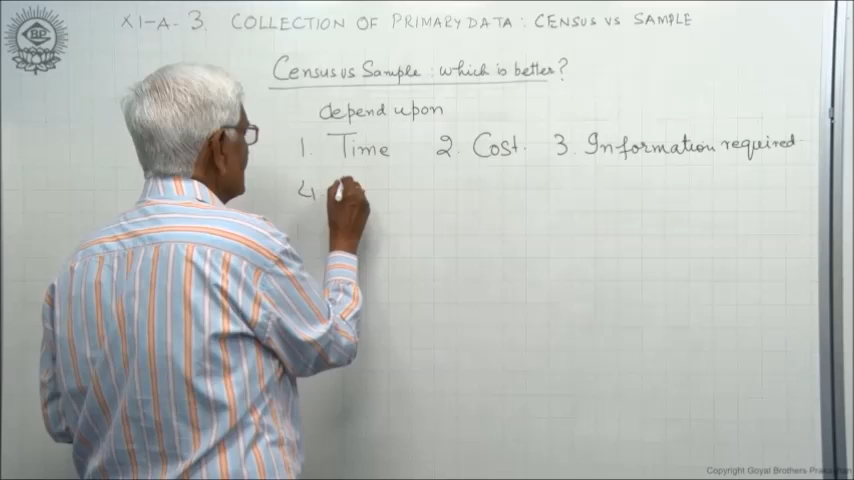 XI-A- 3. COLLECTION OF PRIMARY DATA : CENSUS VS SAMPLE
Census vs Sample : which is better?
depend upon
1. Time 2. Cost. 3. Information required
4.
Copyright Goyal Brothers Prakashan